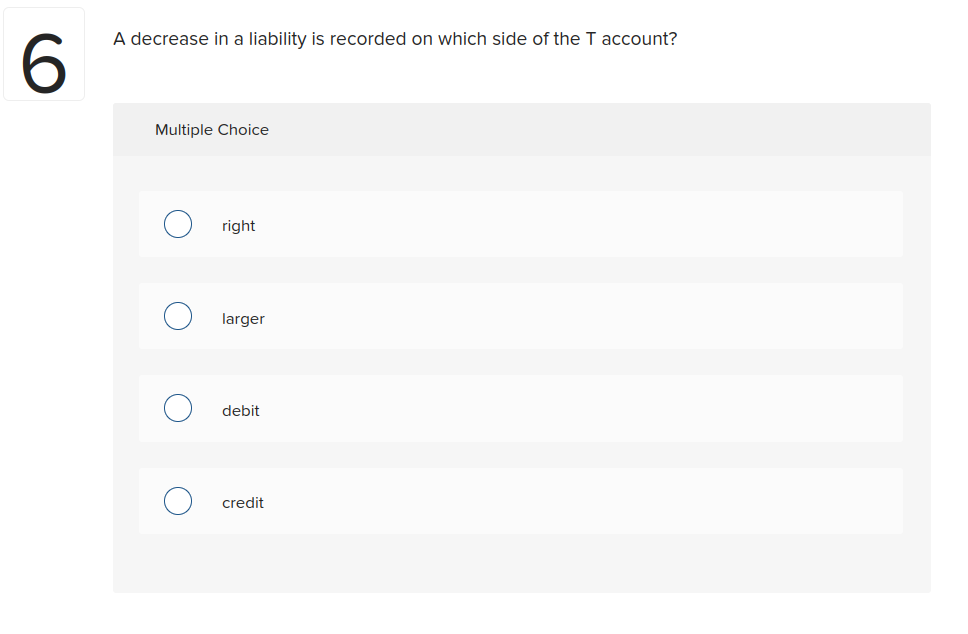 6
A decrease in a liability is recorded on which side of the T account?
Multiple Choice
right
larger
debit
credit